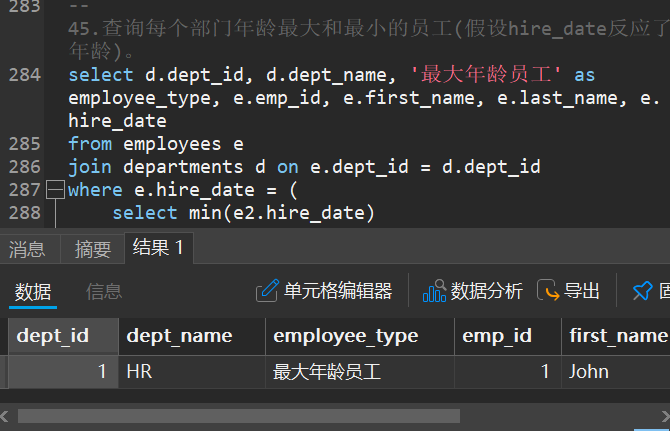 283 --
45.查询每个部门年龄最大和最小的员工(假设hire_date反应了
年龄)。
284 select d.dept_id, d.dept_name, '最大年龄员工' as
employee_type, e.emp_id, e.first_name, e.last_name, e.
hire_date
285 from employees e
286 join departments d on e.dept_id = d.dept_id
287 where e.hire_date = (
288 select min(e2.hire_date)
消息 摘要 结果 1
数据 信息 单元格编辑器 数据分析 导出 固
dept_id dept_name employee_type emp_id first_name
1 HR 最大年龄员工 1 John